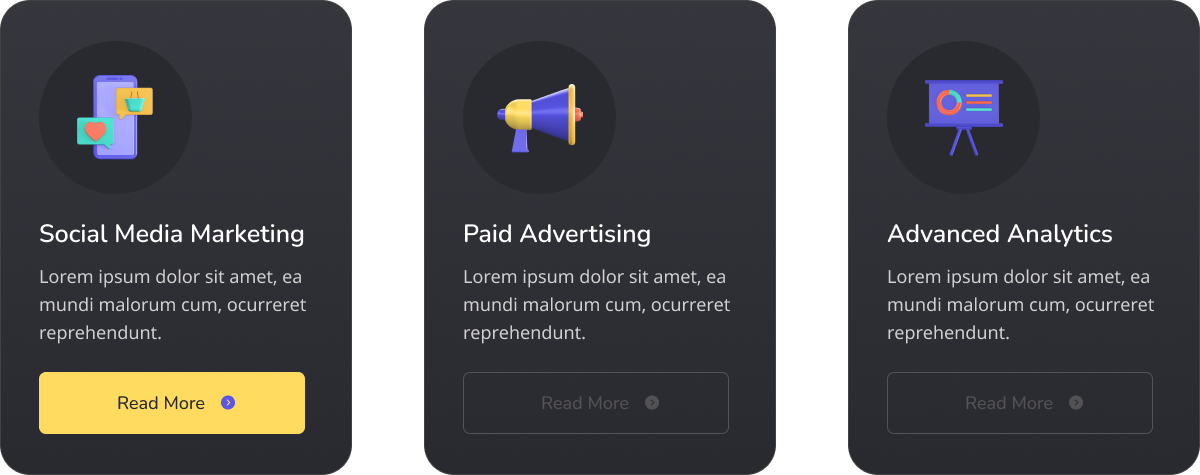 Social Media Marketing
Lorem ipsum dolor sit amet, ea
mundi malorum cum, ocurreret
reprehendunt.
Read More
Paid Advertising
Lorem ipsum dolor sit amet, ea
mundi malorum cum, ocurreret
reprehendunt.
Read More
Advanced Analytics
Lorem ipsum dolor sit amet, ea
mundi malorum cum, ocurreret
reprehendunt.
Read More